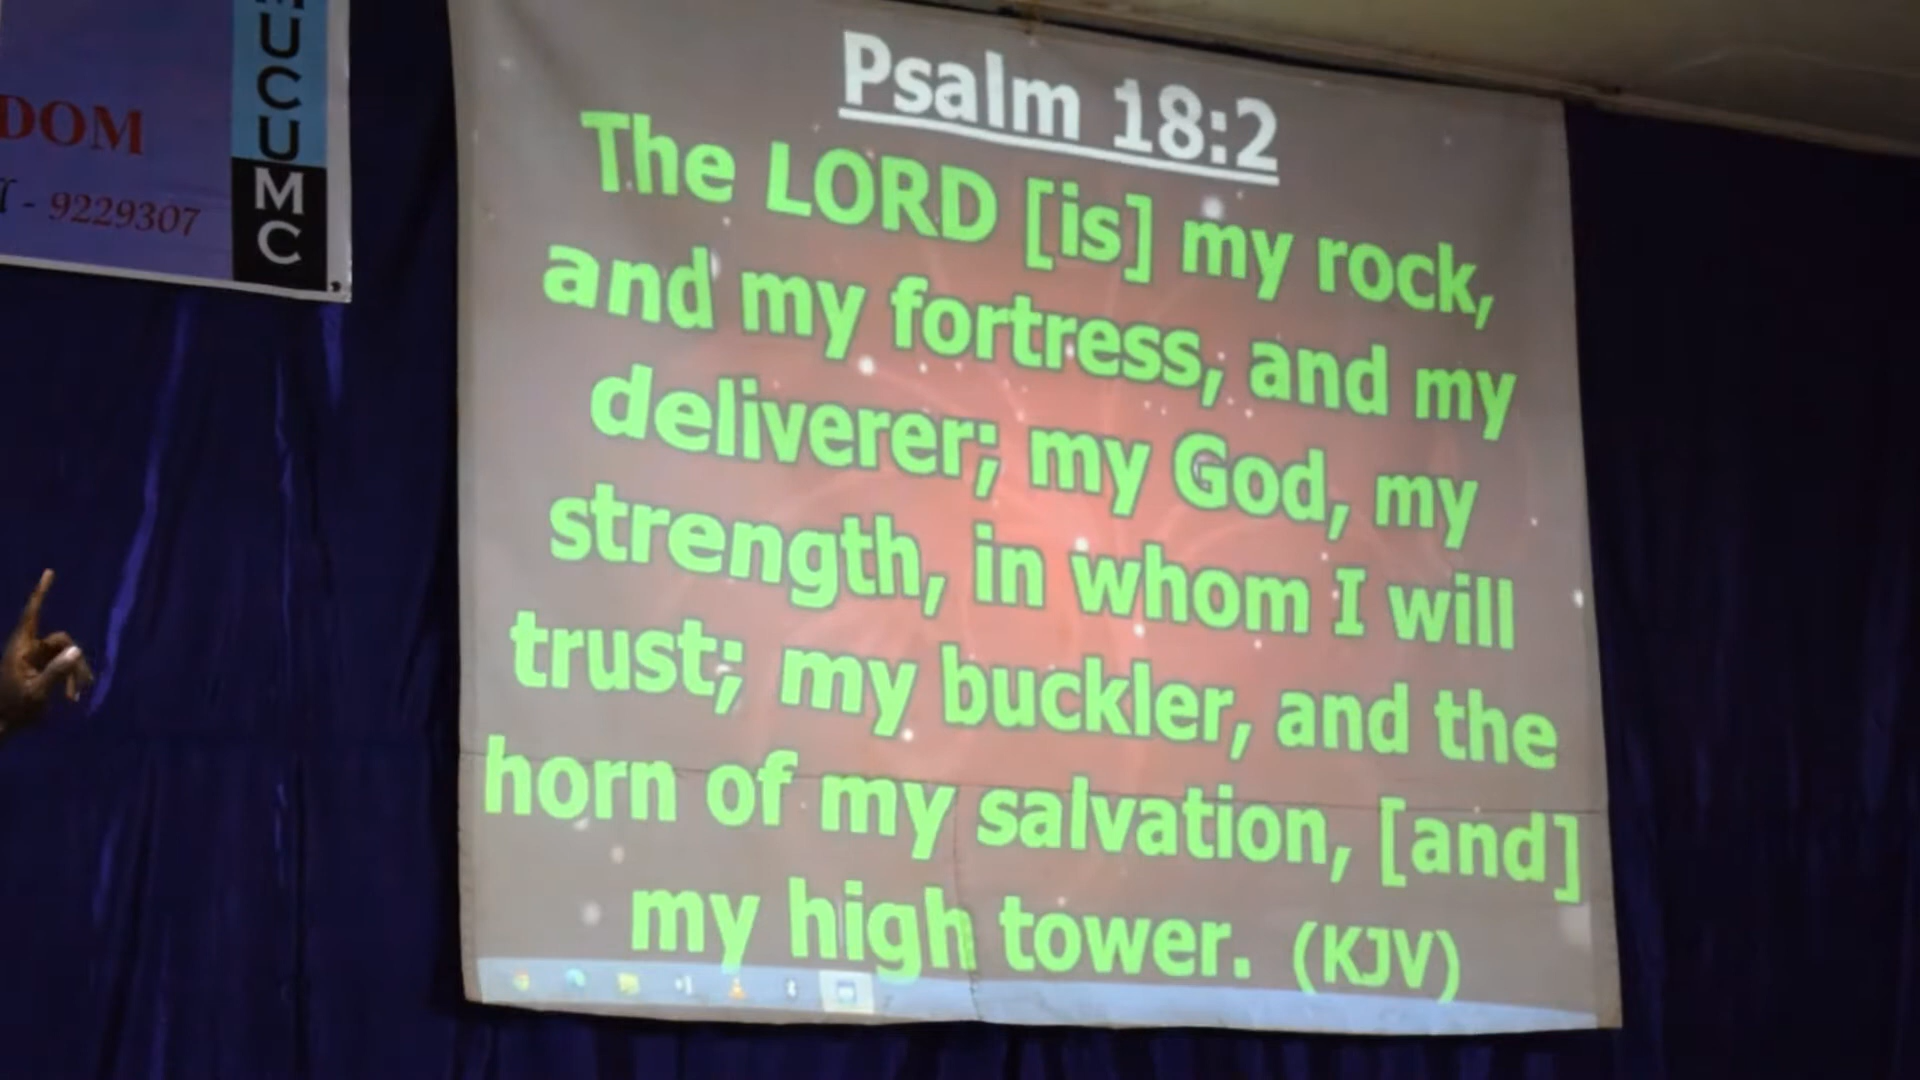 MUCUMC
DOM
- 9229307
Psalm 18:2
The LORD [is] my rock,
and my fortress, and my
deliverer; my God, my
strength, in whom I will
trust; my buckler, and the
horn of my salvation, [and]
my high tower. (KJV)